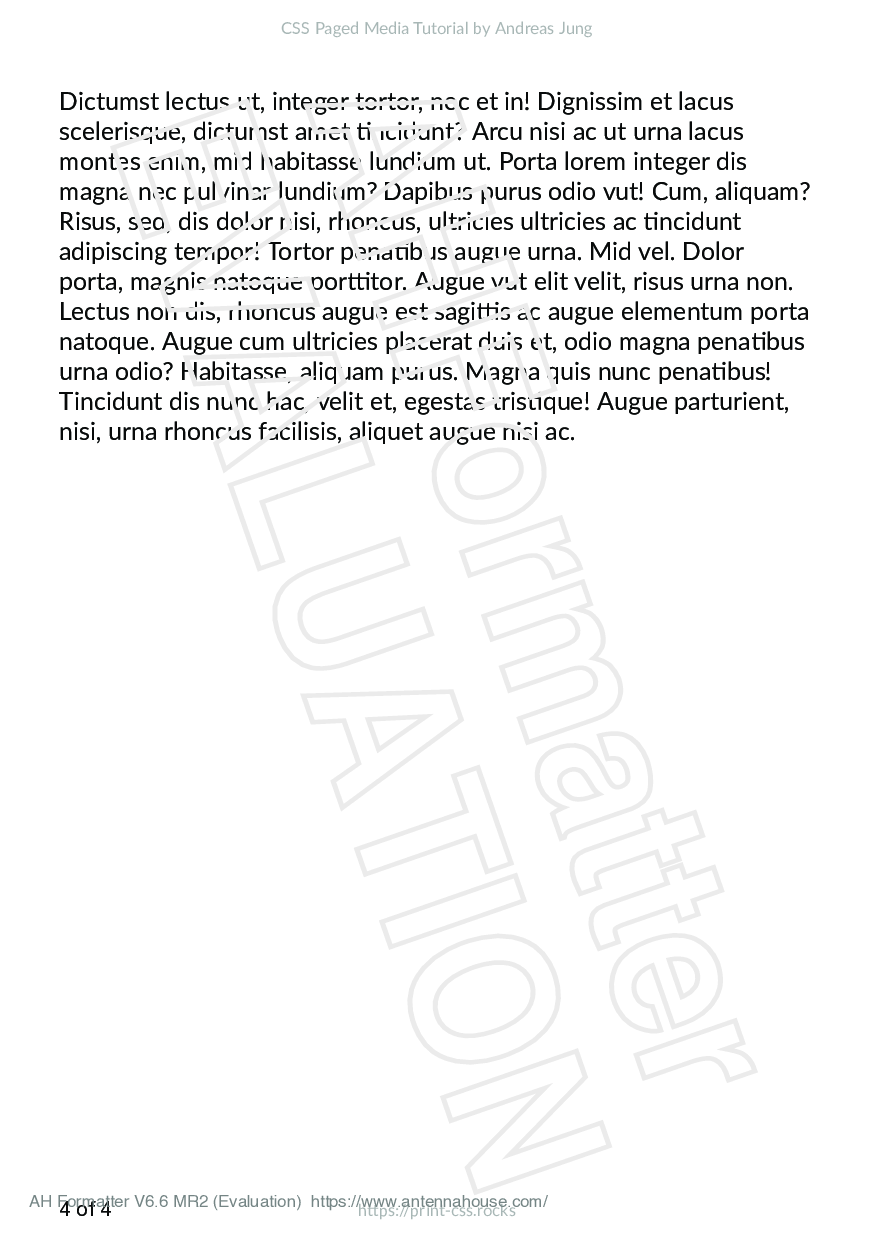 CSS Paged Media Tutorial by Andreas Jung
Dictumst lectus ut, integer tortor, nec et in! Dignissim et lacus
scelerisque, dictumst amet tincidunt? Arcu nisi ac ut urna lacus
montes enim, mid habitasse lundium ut. Porta lorem integer dis
magna nec pulvinar lundium? Dapibus purus odio vut! Cum, aliquam?
Risus, sed, dis dolor nisi, rhoncus, ultricies ultricies ac tincidunt
adipiscing tempor! Tortor penatibus augue urna. Mid vel. Dolor
porta, magnis natoque porttitor. Augue vut elit velit, risus urna non.
Lectus non dis, rhoncus augue est sagittis ac augue elementum porta
natoque. Augue cum ultricies placerat duis et, odio magna penatibus
urna odio? Habitasse, aliquam purus. Magna quis nunc penatibus!
Tincidunt dis nunc hac, velit et, egestas tristique! Augue parturient,
nisi, urna rhoncus facilisis, aliquet augue nisi ac.
AHFormatter
EVALUATION
AH Formatter V6.6 MR2 (Evaluation) https://www.antennahouse.com/
4 of 4
https://print-css.rocks